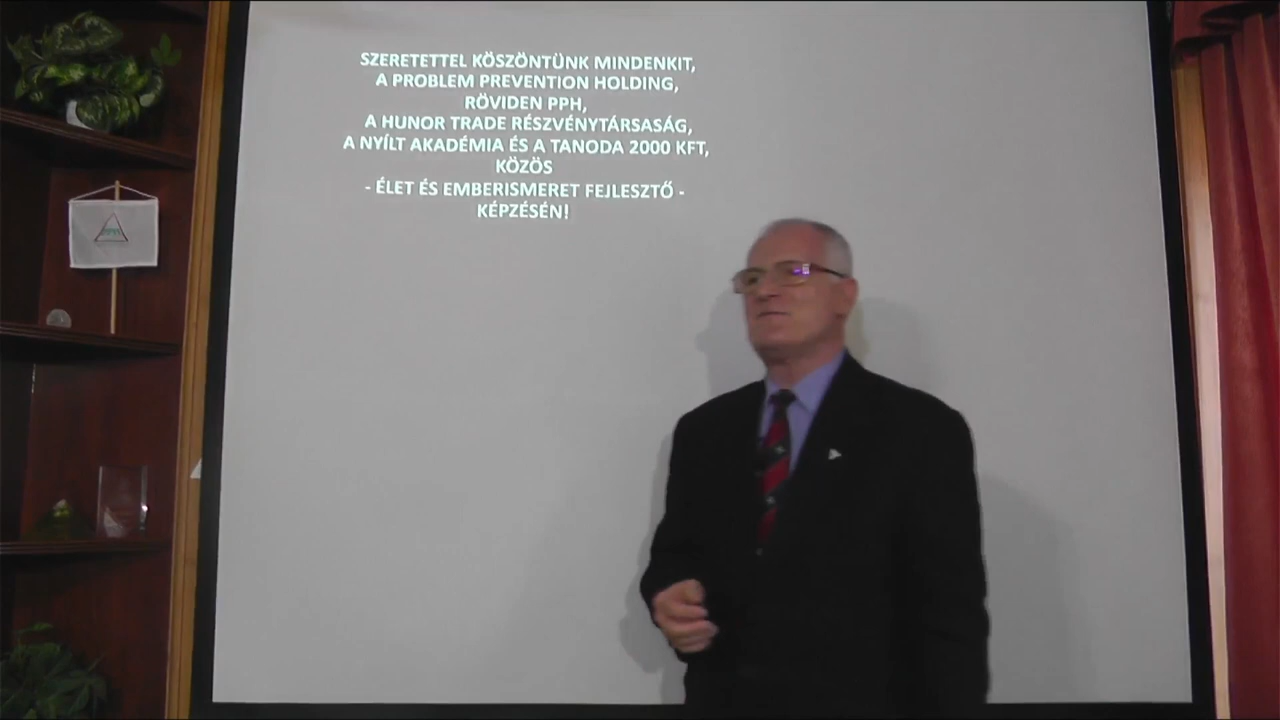 SZERETETTEL KÖSZÖNTÜNK MINDENKIT,
A PROBLEM PREVENTION HOLDING,
RÖVIDEN PPH,
A HUNOR TRADE RÉSZVÉNYTÁRSASÁG,
A NYÍLT AKADÉMIA ÉS A TANODA 2000 KFT,
KÖZÖS
- ÉLET ÉS EMBERISMERET FEJLESZTŐ -
KÉPZÉSÉN!